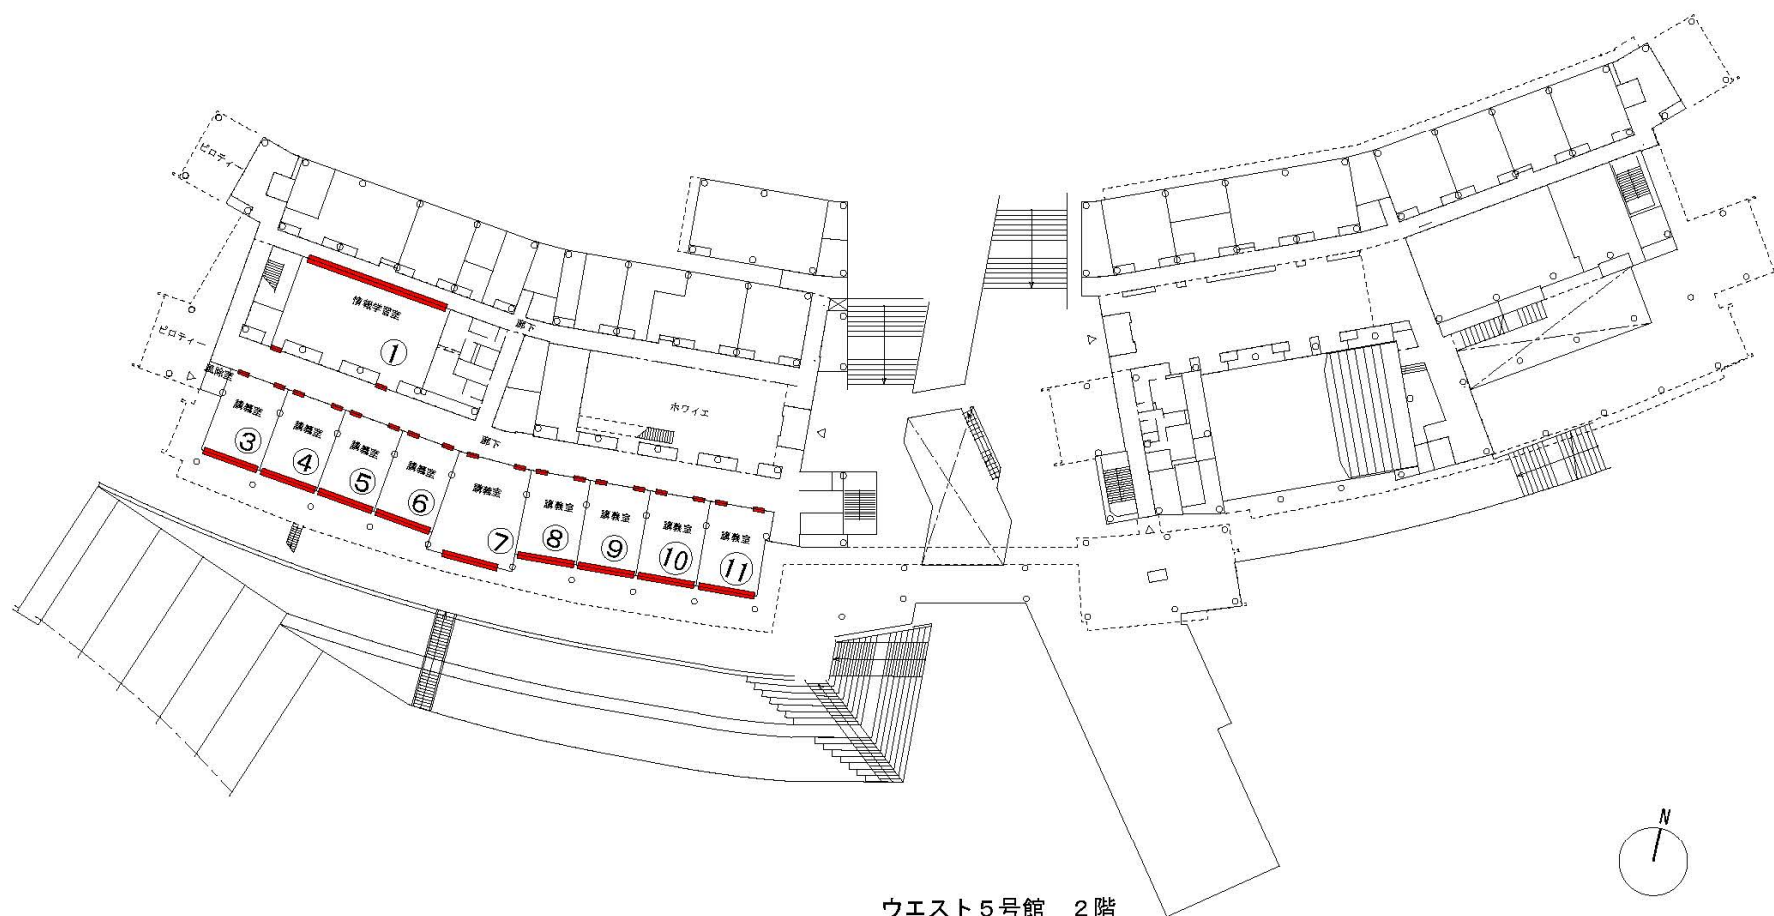 ピロティー
情報学習室
①
廊下
ピロティー
風除室
ホワイエ
廊下
講義室
③
講義室
④
講義室
⑤
講義室
⑥
講義室
⑦
講義室
⑧
講義室
⑨
講義室
⑩
講義室
⑪
N
ウエスト5号館 2階